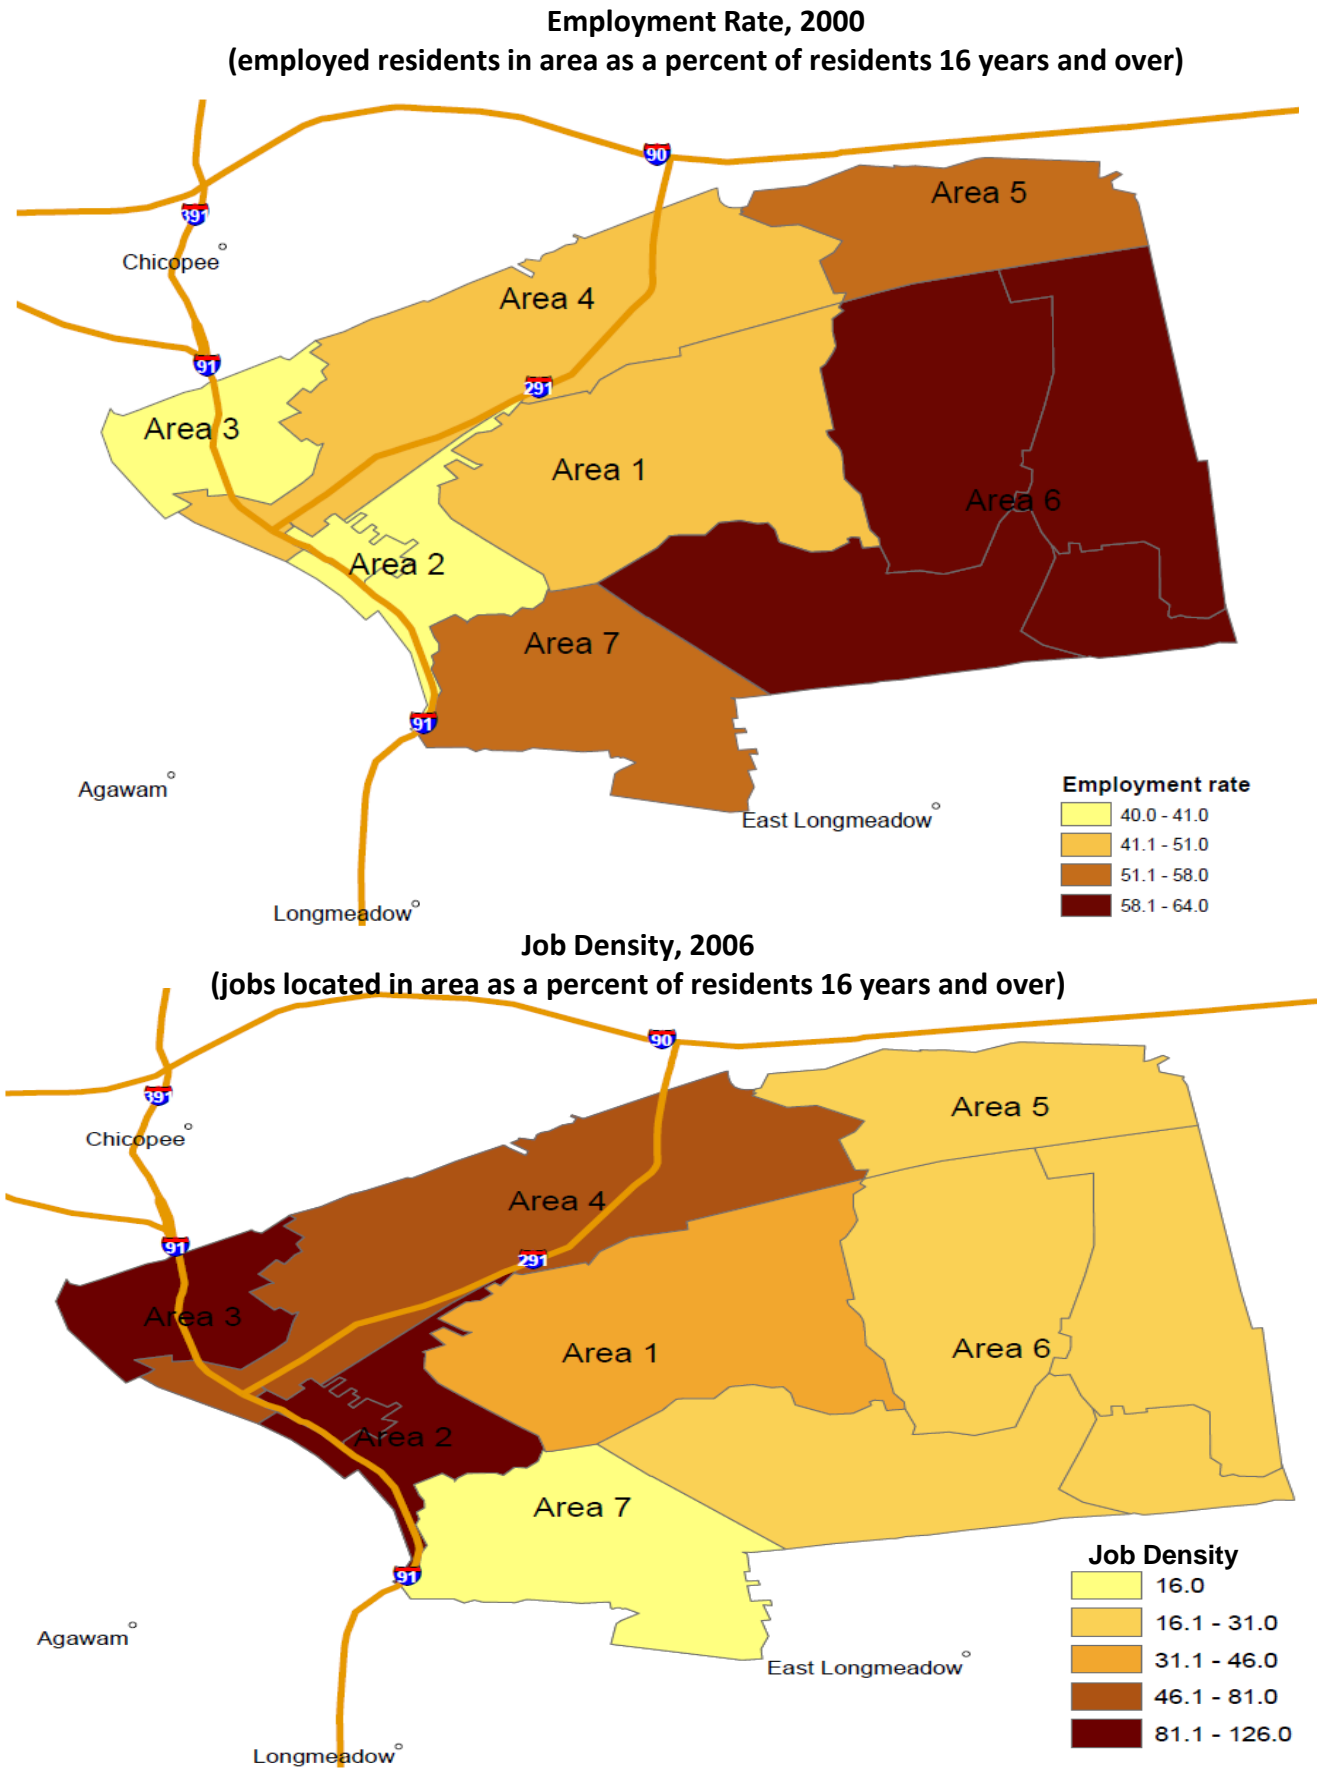 Employment Rate, 2000
(employed residents in area as a percent of residents 16 years and over)
90
Area 5
391
Chicopee
Area 4
91
291
Area 3
Area 1
Area 6
Area 2
Area 7
91
Agawam
East Longmeadow
Longmeadow
Employment rate
40.0 - 41.0
41.1 - 51.0
51.1 - 58.0
58.1 - 64.0
Job Density, 2006
(jobs located in area as a percent of residents 16 years and over)
90
391
Area 5
Chicopee
Area 4
91
291
Area 3
Area 1
Area 6
Area 2
Area 7
91
Agawam
East Longmeadow
Longmeadow
Job Density
16.0
16.1 - 31.0
31.1 - 46.0
46.1 - 81.0
81.1 - 126.0